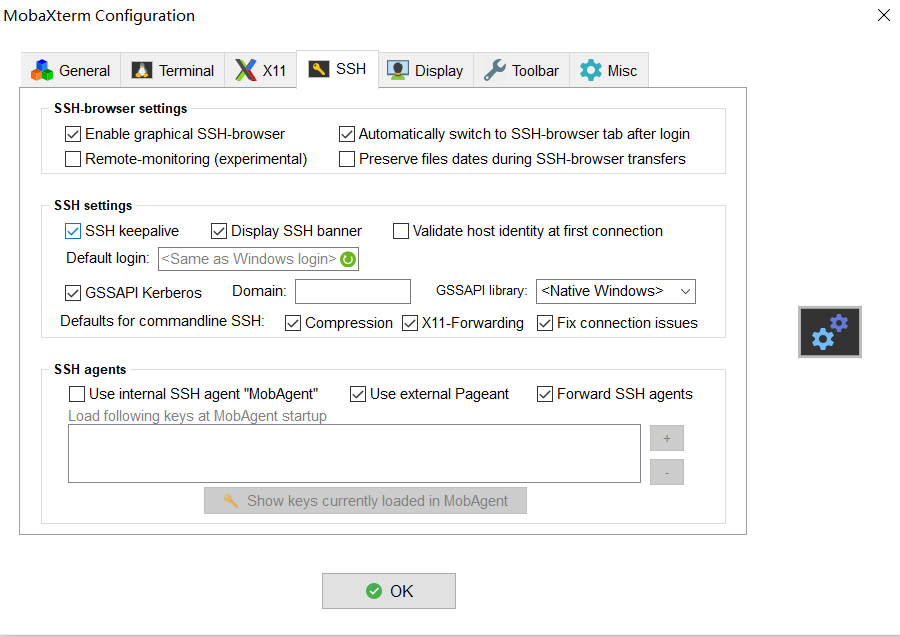 MobaXterm Configuration
General Terminal X11 SSH Display Toolbar Misc
SSH-browser settings
Enable graphical SSH-browser Automatically switch to SSH-browser tab after login
Remote-monitoring (experimental) Preserve files dates during SSH-browser transfers
SSH settings
SSH keepalive Display SSH banner Validate host identity at first connection
Default login: <Same as Windows login>
GSSAPI Kerberos Domain: GSSAPI library: <Native Windows>
Defaults for commandline SSH: Compression X11-Forwarding Fix connection issues
SSH agents
Use internal SSH agent "MobAgent" Use external Pageant Forward SSH agents
Load following keys at MobAgent startup
+
-
Show keys currently loaded in MobAgent
OK